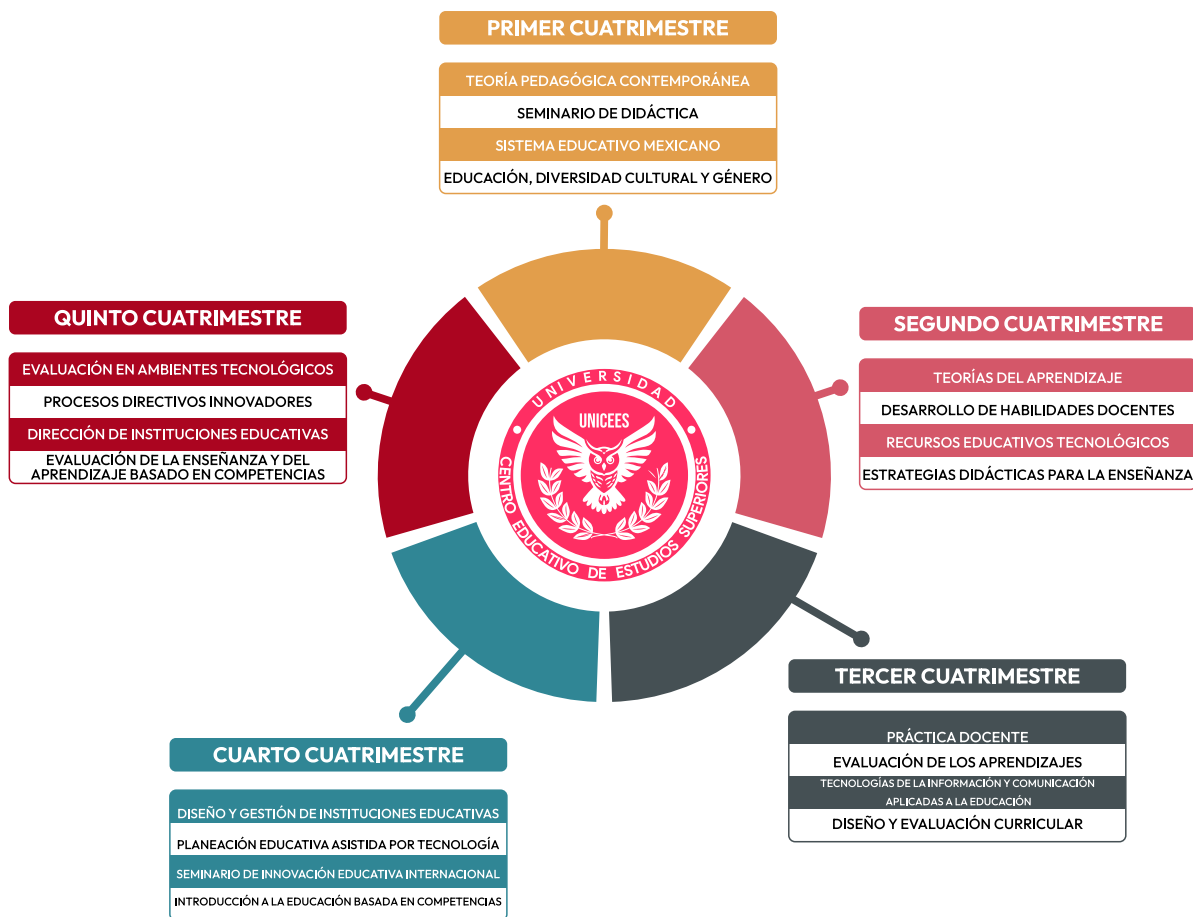 PRIMER CUATRIMESTRE
TEORÍA PEDAGÓGICA CONTEMPORÁNEA
SEMINARIO DE DIDÁCTICA
SISTEMA EDUCATIVO MEXICANO
EDUCACIÓN, DIVERSIDAD CULTURAL Y GÉNERO
SEGUNDO CUATRIMESTRE
TEORÍAS DEL APRENDIZAJE
DESARROLLO DE HABILIDADES DOCENTES
RECURSOS EDUCATIVOS TECNOLÓGICOS
ESTRATEGIAS DIDÁCTICAS PARA LA ENSEÑANZA
TERCER CUATRIMESTRE
PRÁCTICA DOCENTE
EVALUACIÓN DE LOS APRENDIZAJES
TECNOLOGÍAS DE LA INFORMACIÓN Y COMUNICACIÓN
APLICADAS A LA EDUCACIÓN
DISEÑO Y EVALUACIÓN CURRICULAR
CUARTO CUATRIMESTRE
DISEÑO Y GESTIÓN DE INSTITUCIONES EDUCATIVAS
PLANEACIÓN EDUCATIVA ASISTIDA POR TECNOLOGÍA
SEMINARIO DE INNOVACIÓN EDUCATIVA INTERNACIONAL
INTRODUCCIÓN A LA EDUCACIÓN BASADA EN COMPETENCIAS
QUINTO CUATRIMESTRE
EVALUACIÓN EN AMBIENTES TECNOLÓGICOS
PROCESOS DIRECTIVOS INNOVADORES
DIRECCIÓN DE INSTITUCIONES EDUCATIVAS
EVALUACIÓN DE LA ENSEÑANZA Y DEL
APRENDIZAJE BASADO EN COMPETENCIAS
UNIVERSIDAD
UNICEES
CENTRO EDUCATIVO DE ESTUDIOS SUPERIORES